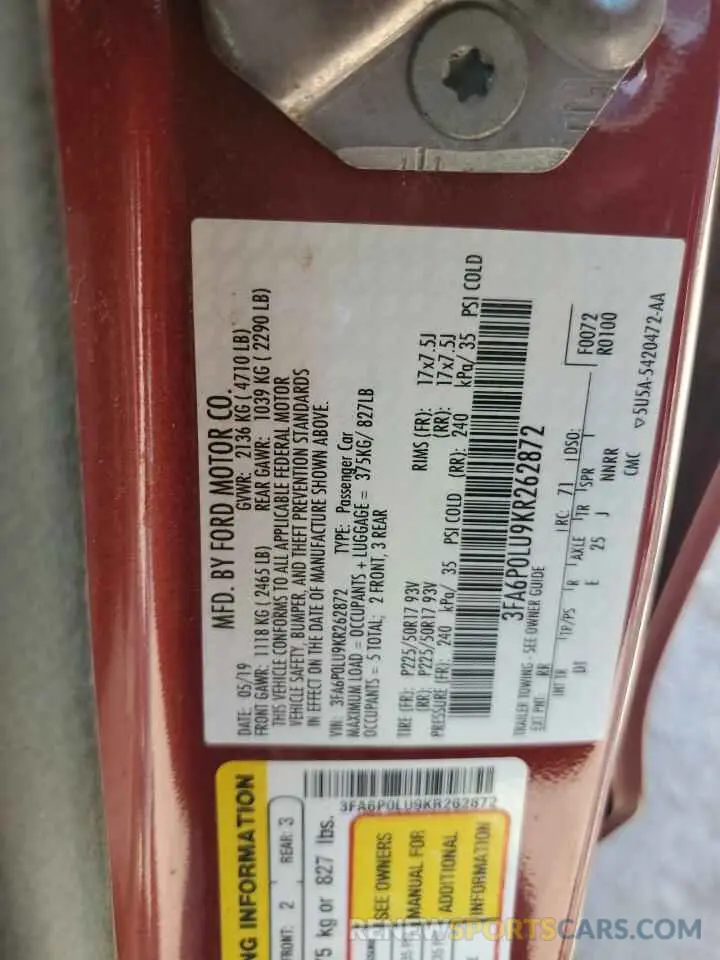 MFD. BY FORD MOTOR CO.
DATE: 05/19 GVWR: 2136 KG ( 4710 LB)
FRONT GAWR: 1118 KG (2465 LB) REAR GAWR: 1039 KG ( 2290 LB)
THIS VEHICLE CONFORMS TO ALL APPLICABLE FEDERAL MOTOR
VEHICLE SAFETY, BUMPER, AND THEFT PREVENTION STANDARDS
IN EFFECT ON THE DATE OF MANUFACTURE SHOWN ABOVE.
VIN: 3FA6P0LU9KR262872 TYPE: Passenger Car
MAXIMUM LOAD = OCCUPANTS + LUGGAGE = 375KG/ 827LB
OCCUPANTS = 5 TOTAL; 2 FRONT, 3 REAR
TIRE (FR): P225/50R17 93V RIMS (FR): 17x7.5J
(RR): P225/50R17 93V (RR): 17x7.5J
PRESSURE (FR): 240 kPa/ 35 PSI COLD (RR): 240 kPa/ 35 PSI COLD
3FA6P0LU9KR262872
TRAILER TOWING - SEE OWNER GUIDE
EXT PNT: RR RC: 71 DSO: F0072
R0100
INT TR TP/PS R AXLE TR SPR
DT E 25 J NNRR
CMC
▽5U5A-5420472-AA
3FA6P0LU9KR262872
NG INFORMATION
FRONT: 2 REAR: 3
75 kg or 827 lbs.
SEE OWNERS
MANUAL FOR
ADDITIONAL
INFORMATION
RENEWSPORTSCARS.COM